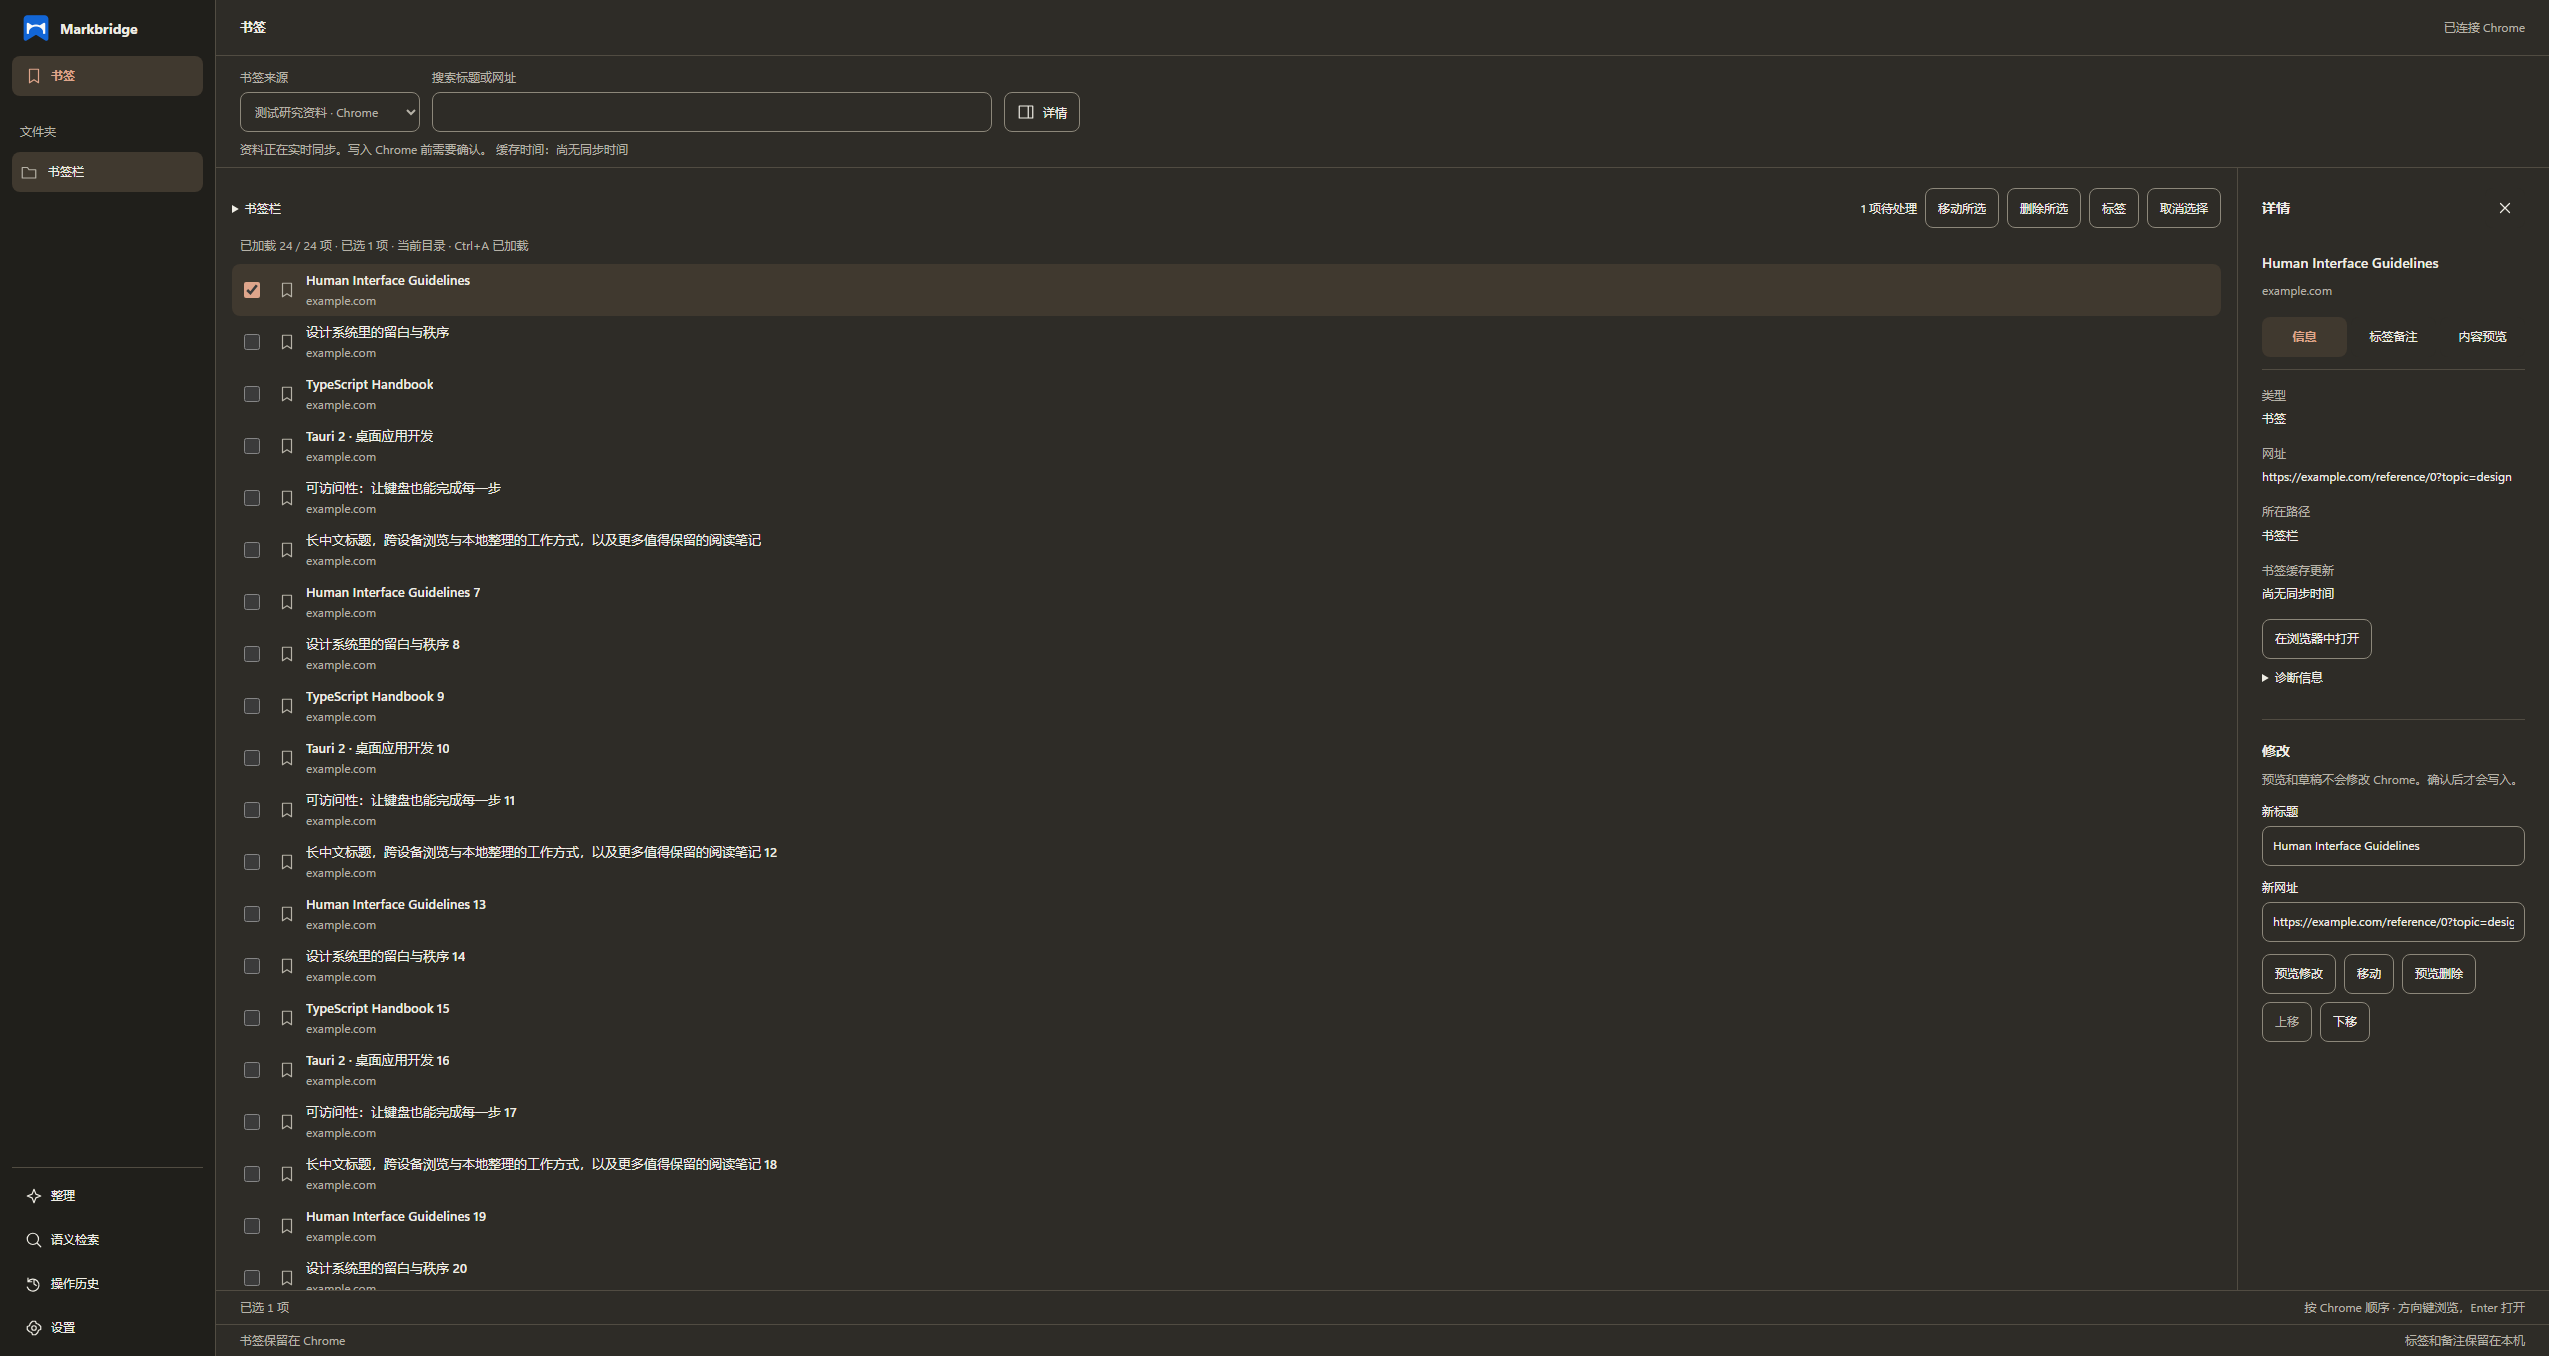 Markbridge
书签
文件夹
书签栏
整理
语义检索
操作历史
设置
书签
已连接 Chrome
书签来源
搜索标题或网址
测试研究资料 · Chrome
详情
资料正在实时同步。写入 Chrome 前需要确认。 缓存时间：尚无同步时间
书签栏
1 项待处理
移动所选
删除所选
标签
取消选择
已加载 24 / 24 项 · 已选 1 项 · 当前目录 · Ctrl+A 已加载
Human Interface Guidelines
example.com
设计系统里的留白与秩序
example.com
TypeScript Handbook
example.com
Tauri 2 · 桌面应用开发
example.com
可访问性：让键盘也能完成每一步
example.com
长中文标题，跨设备浏览与本地整理的工作方式，以及更多值得保留的阅读笔记
example.com
Human Interface Guidelines 7
example.com
设计系统里的留白与秩序 8
example.com
TypeScript Handbook 9
example.com
Tauri 2 · 桌面应用开发 10
example.com
可访问性：让键盘也能完成每一步 11
example.com
长中文标题，跨设备浏览与本地整理的工作方式，以及更多值得保留的阅读笔记 12
example.com
Human Interface Guidelines 13
example.com
设计系统里的留白与秩序 14
example.com
TypeScript Handbook 15
example.com
Tauri 2 · 桌面应用开发 16
example.com
可访问性：让键盘也能完成每一步 17
example.com
长中文标题，跨设备浏览与本地整理的工作方式，以及更多值得保留的阅读笔记 18
example.com
Human Interface Guidelines 19
example.com
设计系统里的留白与秩序 20
example.com
详情
Human Interface Guidelines
example.com
信息
标签备注
内容预览
类型
书签
网址
https://example.com/reference/0?topic=design
所在路径
书签栏
书签缓存更新
尚无同步时间
在浏览器中打开
诊断信息
修改
预览和草稿不会修改 Chrome。确认后才会写入。
新标题
Human Interface Guidelines
新网址
https://example.com/reference/0?topic=desig
预览修改
移动
预览删除
上移
下移
已选 1 项
按 Chrome 顺序 · 方向键浏览，Enter 打开
书签保留在 Chrome
标签和备注保留在本机